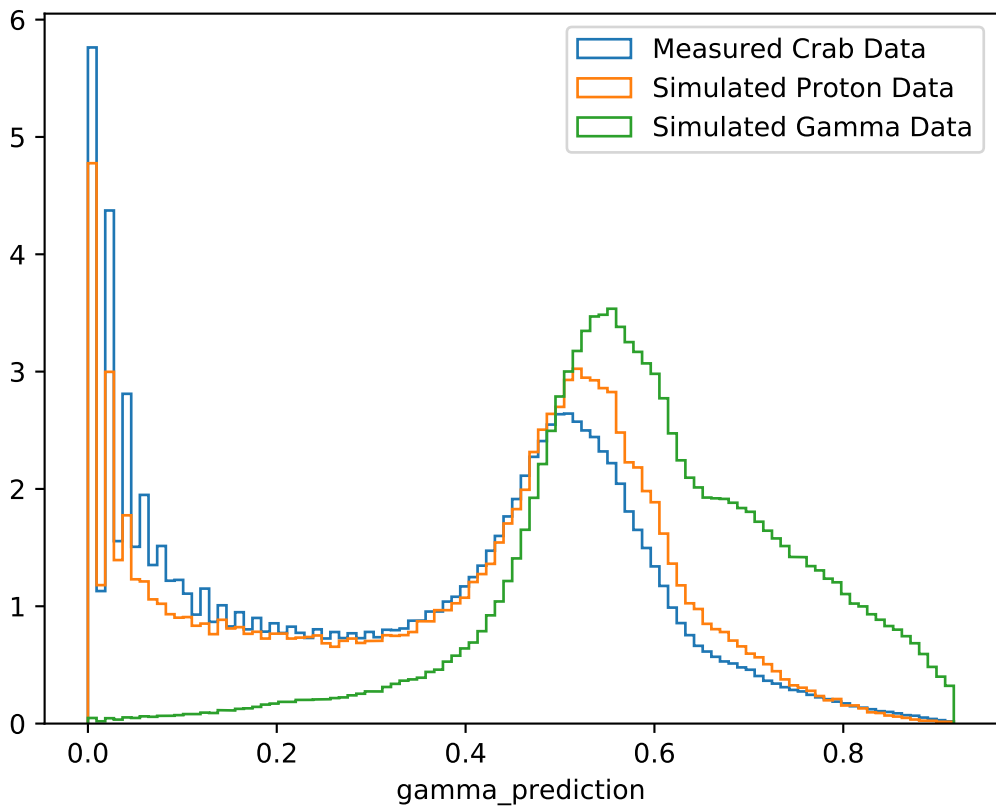 6
5
4
3
2
1
0
Measured Crab Data
Simulated Proton Data
Simulated Gamma Data
0.0 0.2 0.4 0.6 0.8
gamma_prediction